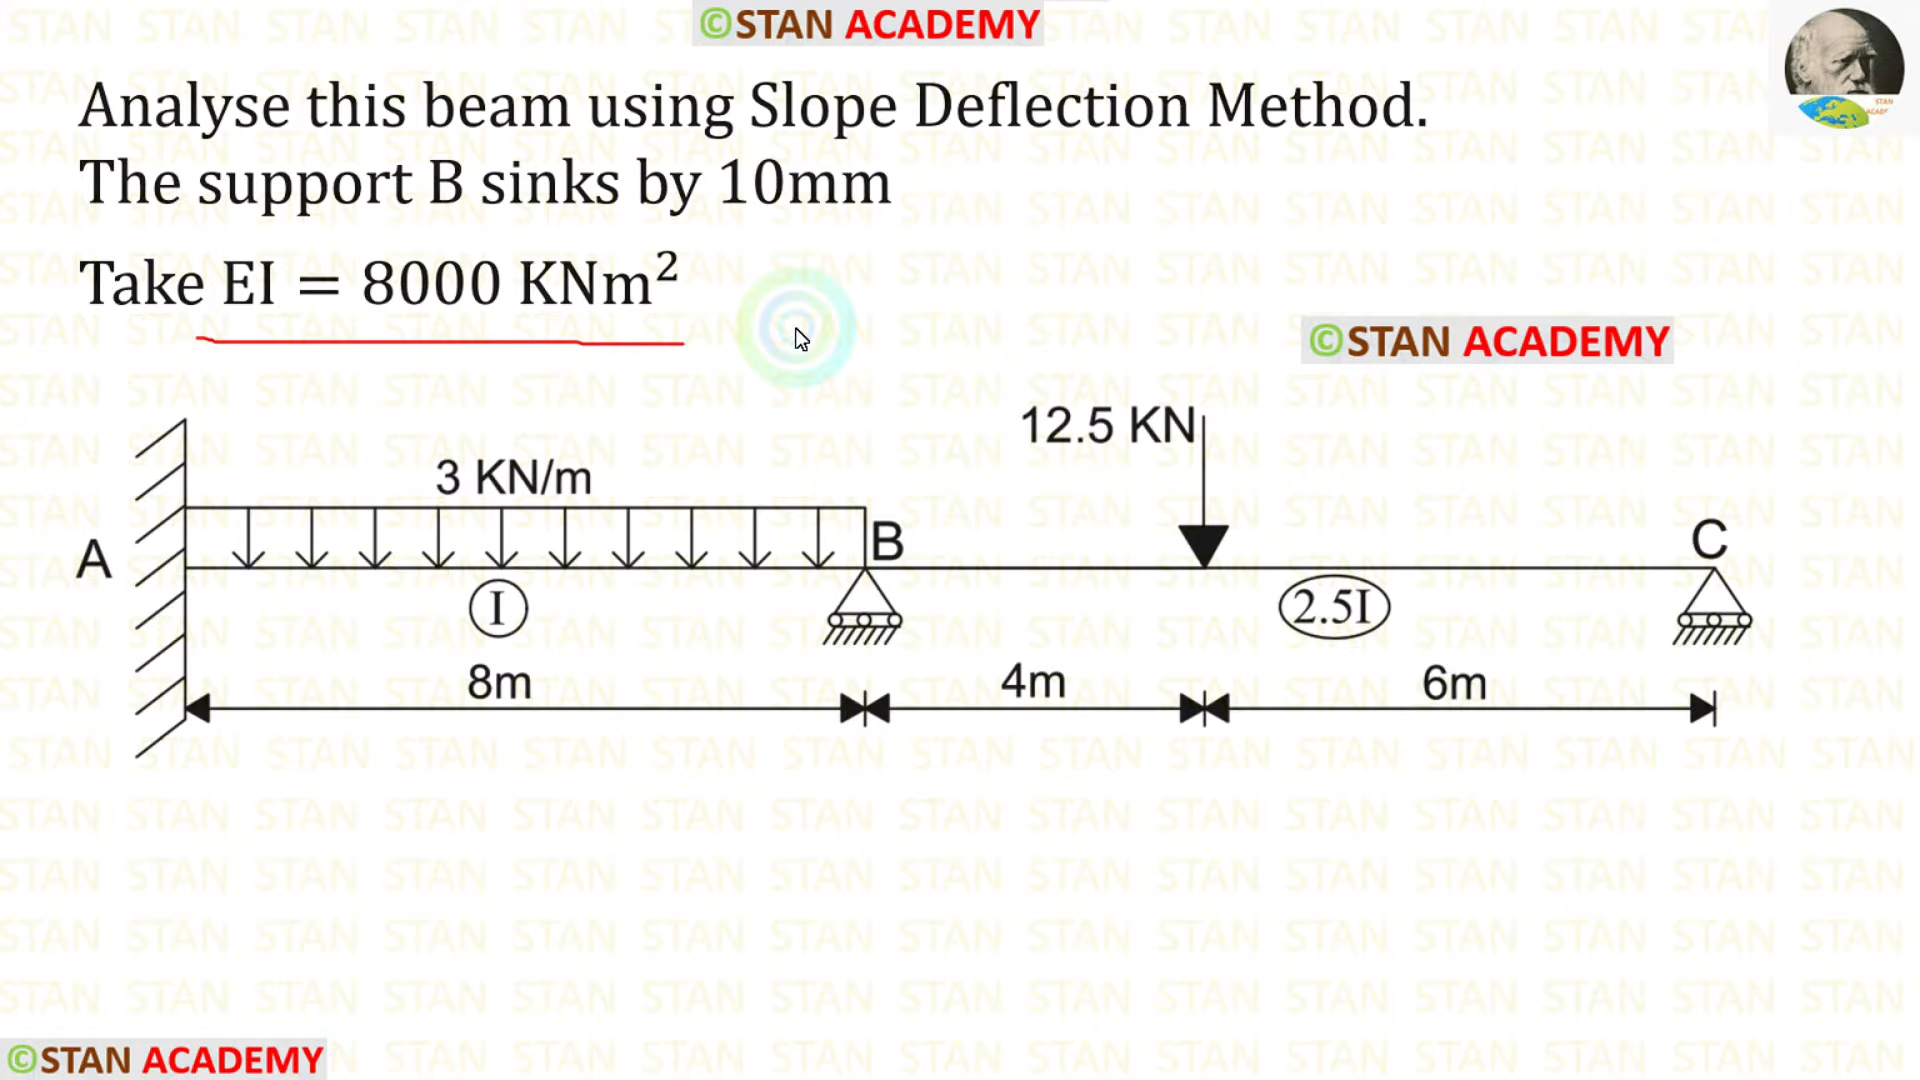 ©STAN ACADEMY
Analyse this beam using Slope Deflection Method.
The support B sinks by 10mm
Take EI = 8000 KNm²
©STAN ACADEMY
12.5 KN
3 KN/m
A
B
C
I
2.5I
8m
4m
6m
©STAN ACADEMY